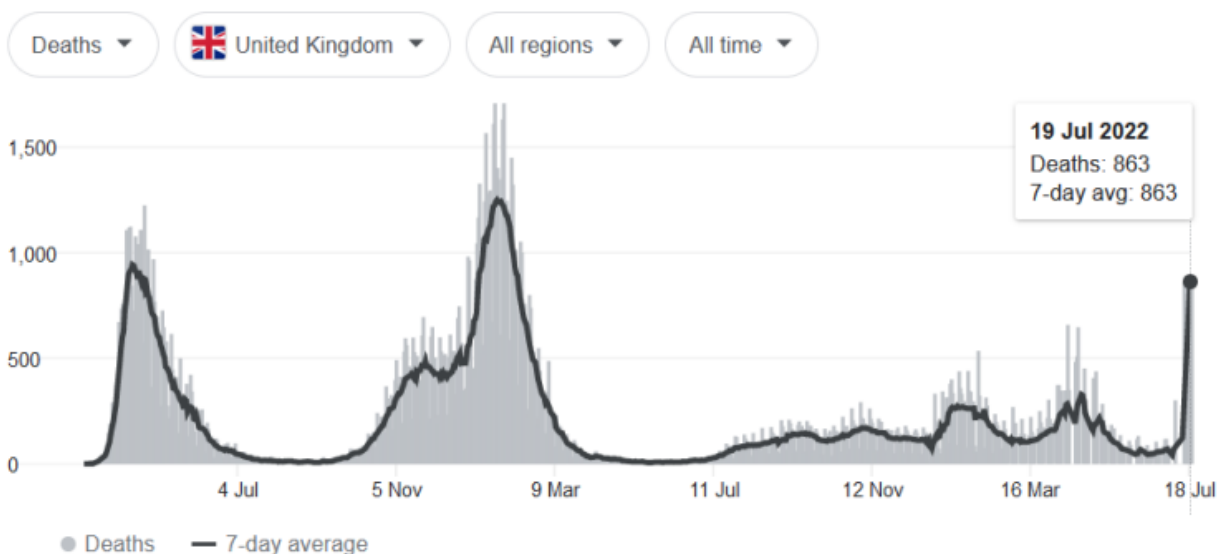 Deaths United Kingdom All regions All time
19 Jul 2022
Deaths: 863
7-day avg: 863
1,500
1,000
500
0
4 Jul 5 Nov 9 Mar 11 Jul 12 Nov 16 Mar 18 Jul
Deaths 7-day average